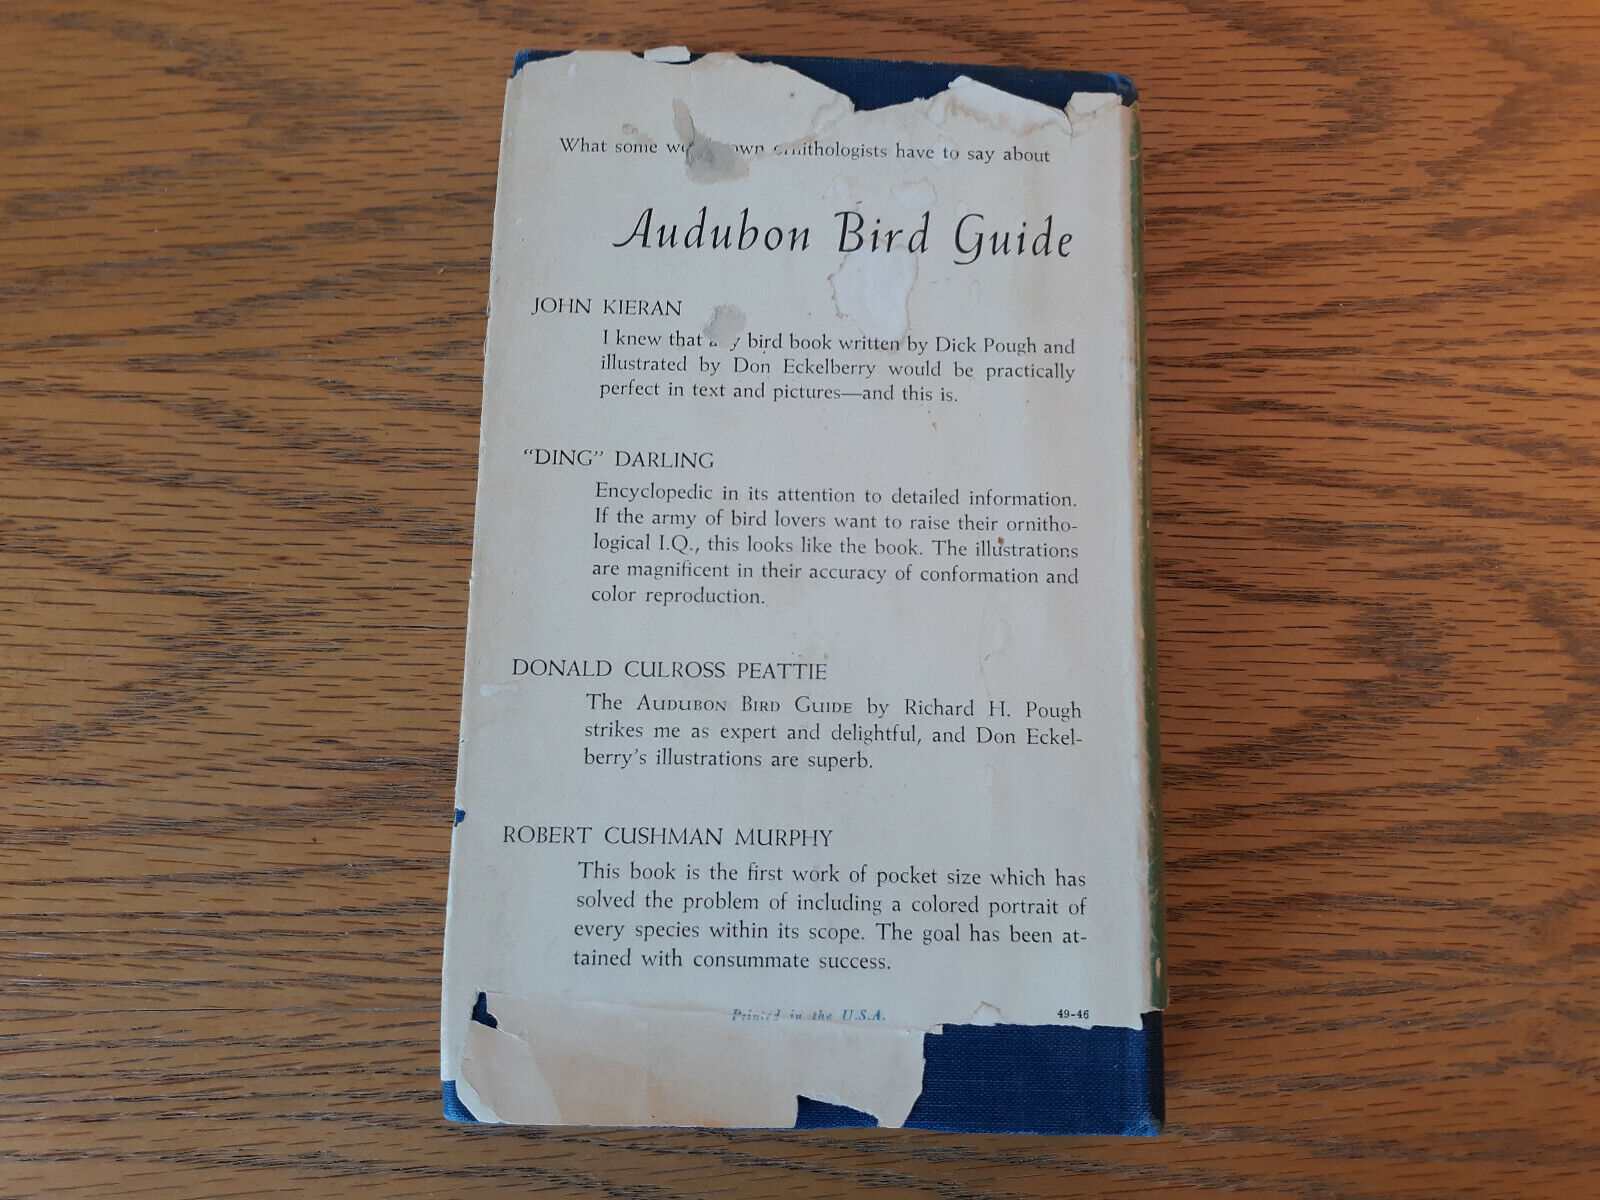 What some ornithologists have to say about
Audubon Bird Guide
JOHN KIERAN
I knew that bird book written by Dick Pough and
illustrated by Don Eckelberry would be practically
perfect in text and pictures—and this is.
“DING” DARLING
Encyclopedic in its attention to detailed information.
If the army of bird lovers want to raise their ornitho-
logical I.Q., this looks like the book. The illustrations
are magnificent in their accuracy of conformation and
color reproduction.
DONALD CULROSS PEATTIE
The AUDUBON BIRD GUIDE by Richard H. Pough
strikes me as expert and delightful, and Don Eckel-
berry’s illustrations are superb.
ROBERT CUSHMAN MURPHY
This book is the first work of pocket size which has
solved the problem of including a colored portrait of
every species within its scope. The goal has been at-
tained with consummate success.
Printed in the U.S.A.
49-46